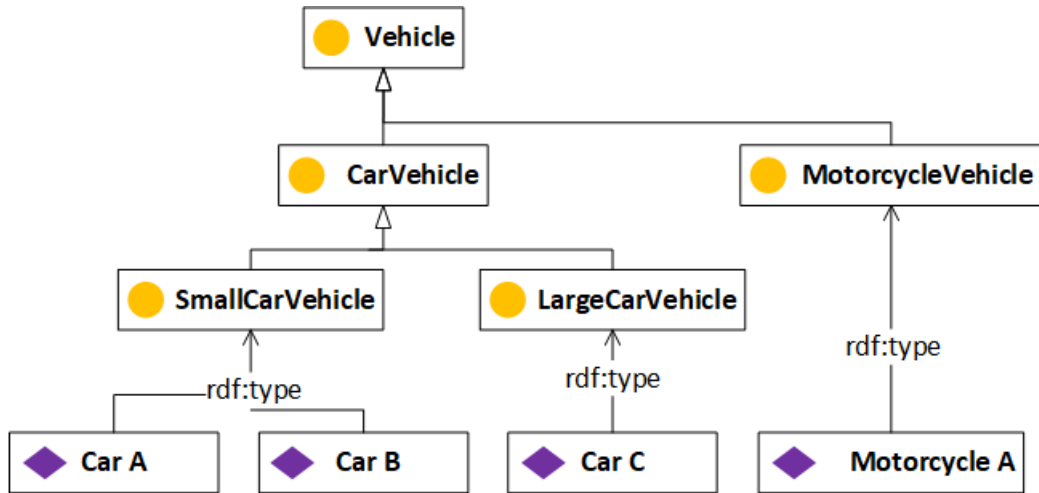 Vehicle
CarVehicle
MotorcycleVehicle
SmallCarVehicle
LargeCarVehicle
rdf:type
rdf:type
rdf:type
Car A
Car B
Car C
Motorcycle A